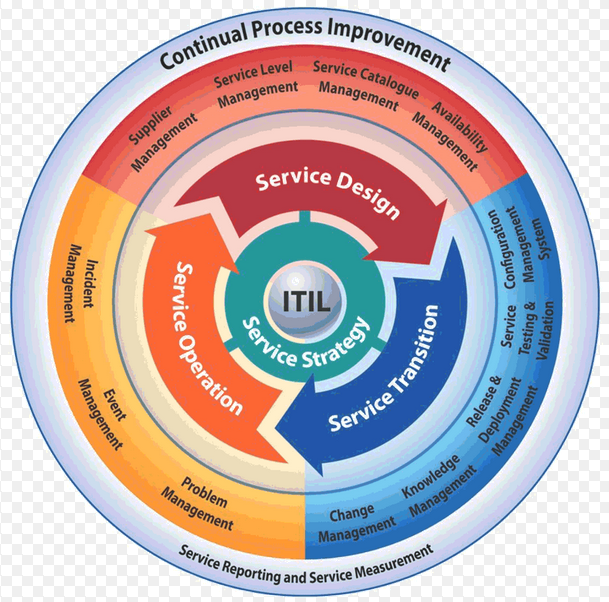 Continual Process Improvement
Supplier
Management
Service Level
Management
Service Catalogue
Management
Availability
Management
Configuration
Management
System
Service
Testing &
Validation
Release &
Deployment
Management
Knowledge
Management
Change
Management
Problem
Management
Event
Management
Incident
Management
Service Design
Service Transition
Service Operation
ITIL
Service Strategy
Service Reporting and Service Measurement